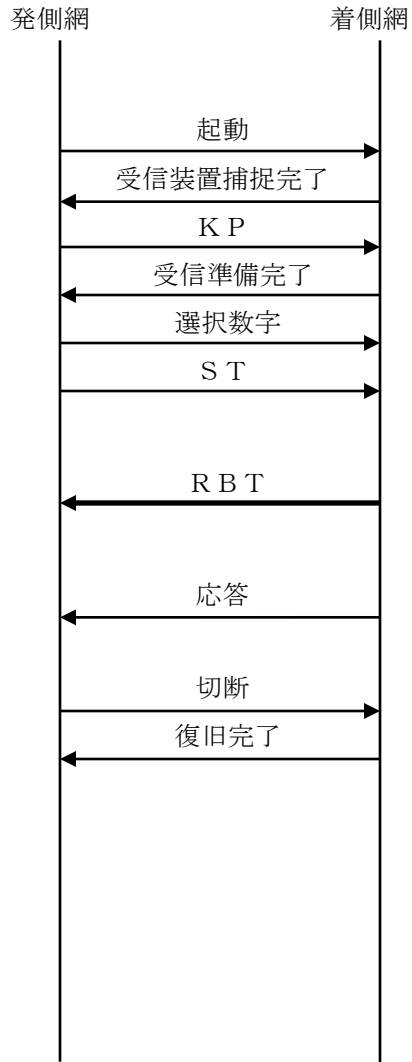 発側網
着側網
起動
受信装置捕捉完了
ＫＰ
受信準備完了
選択数字
ＳＴ
ＲＢＴ
応答
切断
復旧完了